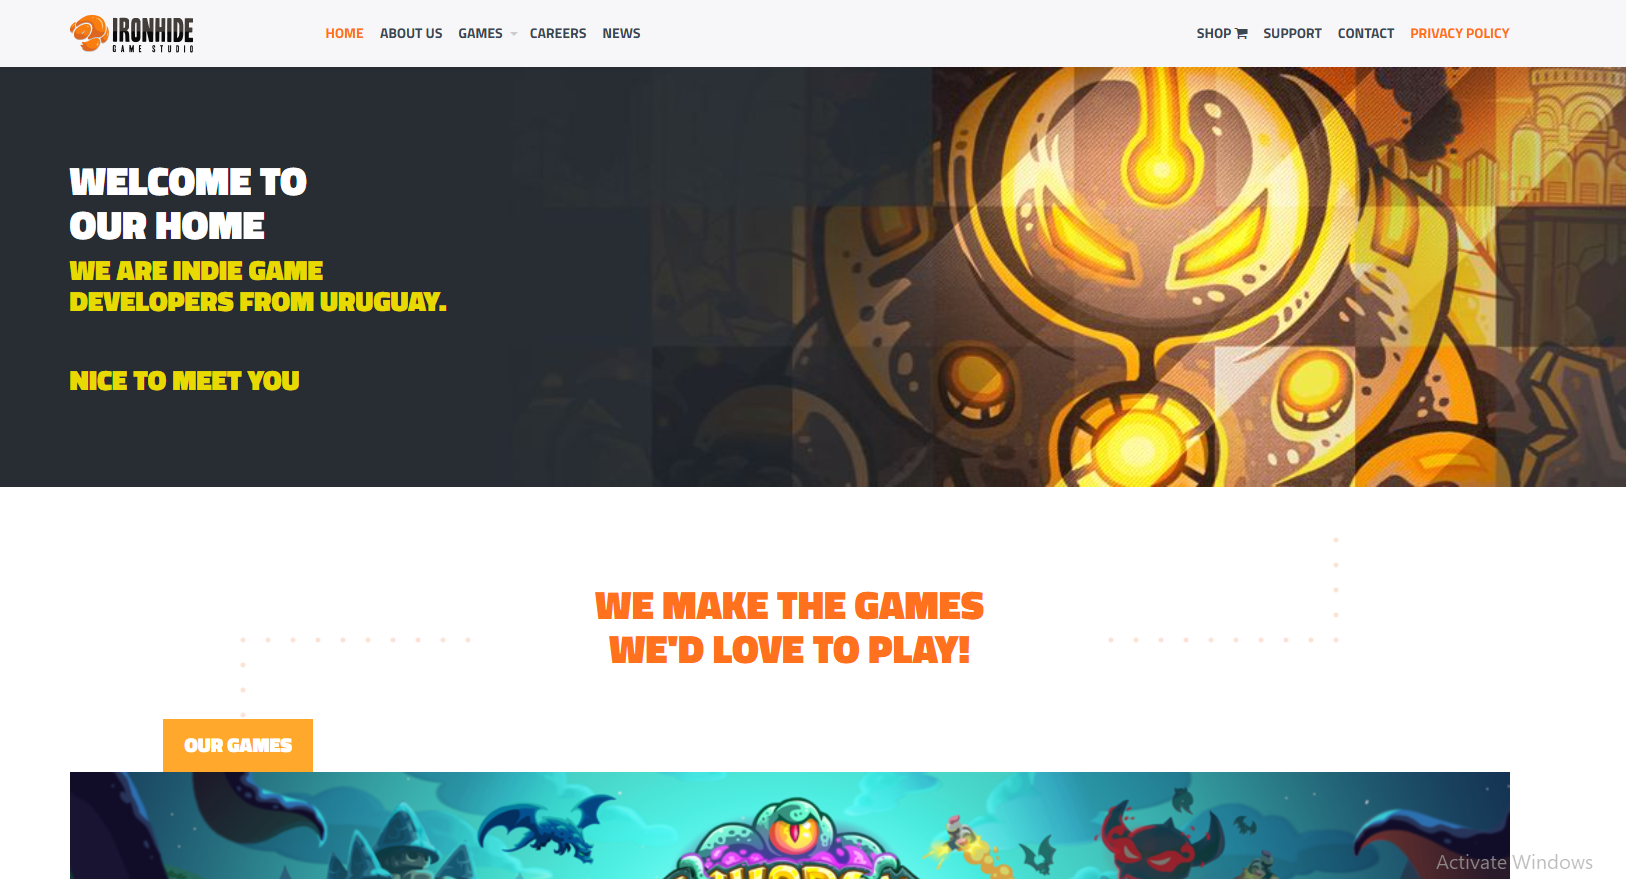 IRONHIDE
GAME STUDIO
HOME ABOUT US GAMES CAREERS NEWS
SHOP SUPPORT CONTACT PRIVACY POLICY
WELCOME TO
OUR HOME
WE ARE INDIE GAME
DEVELOPERS FROM URUGUAY.
NICE TO MEET YOU
WE MAKE THE GAMES
WE'D LOVE TO PLAY!
OUR GAMES
Activate Windows